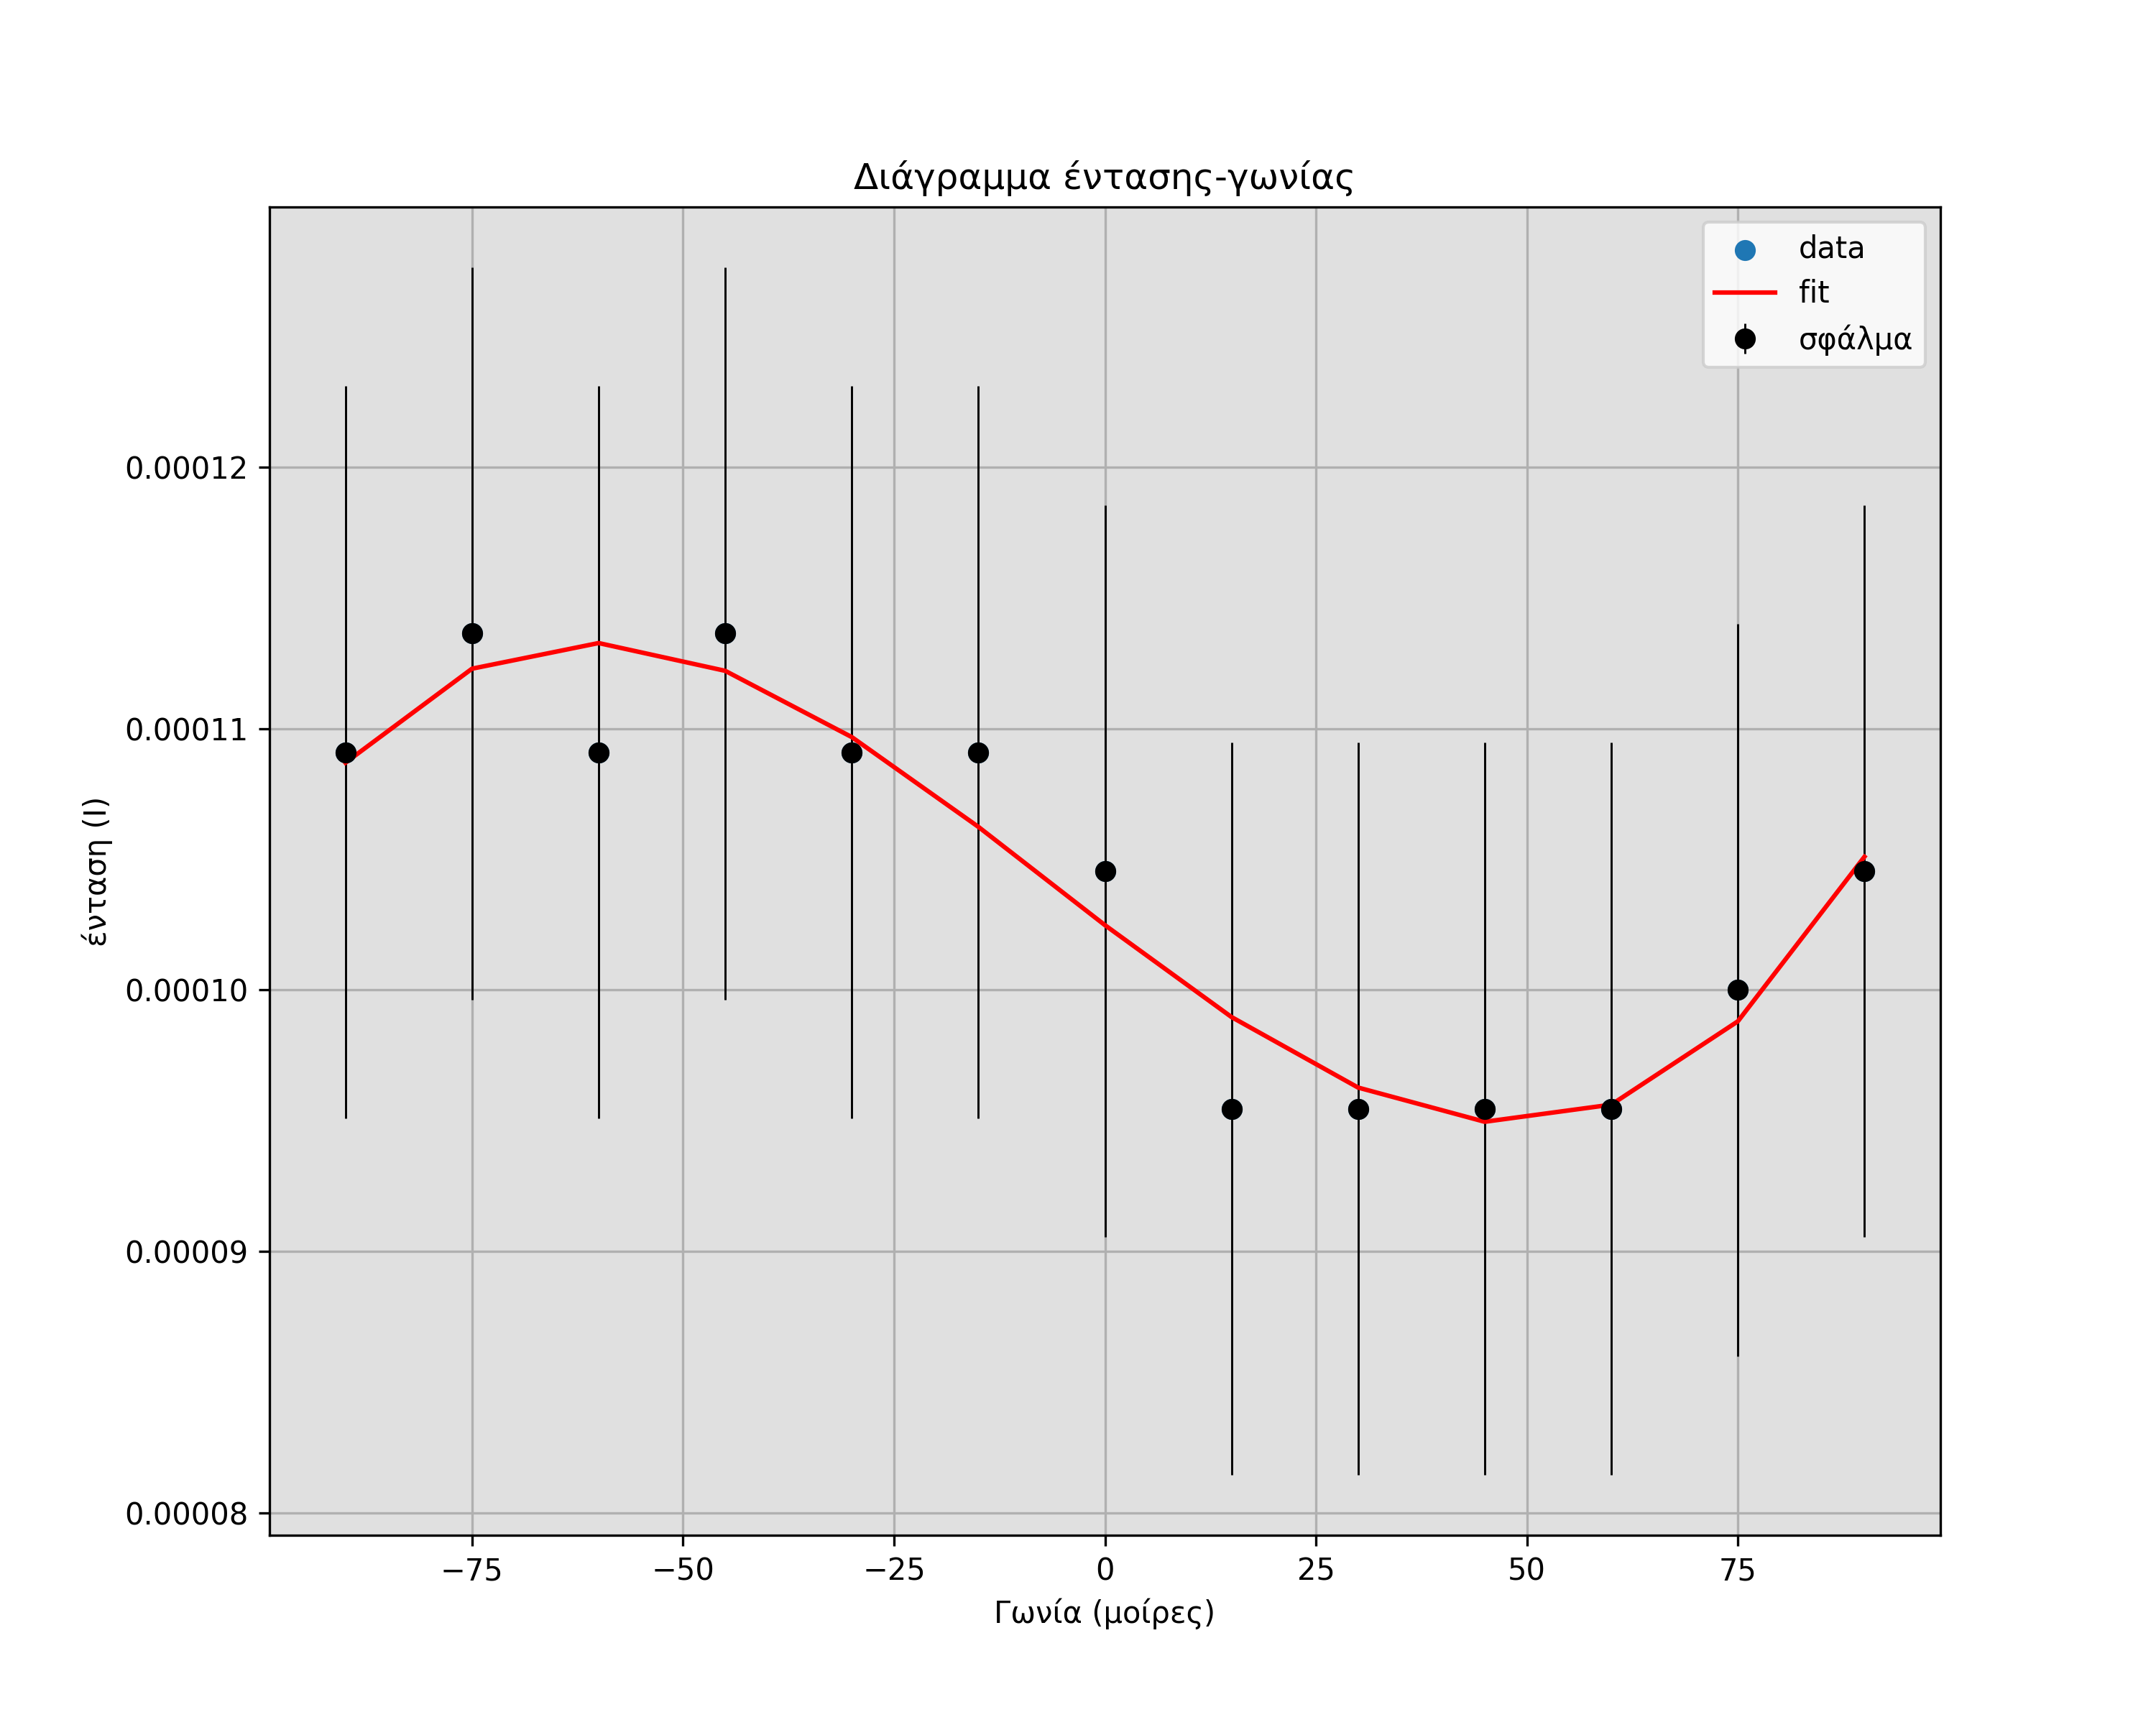 Διάγραμμα έντασης-γωνίας
data
fit
σφάλμα
ένταση (I)
0.00012
0.00011
0.00010
0.00009
0.00008
−75 −50 −25 0 25 50 75
Γωνία (μοίρες)